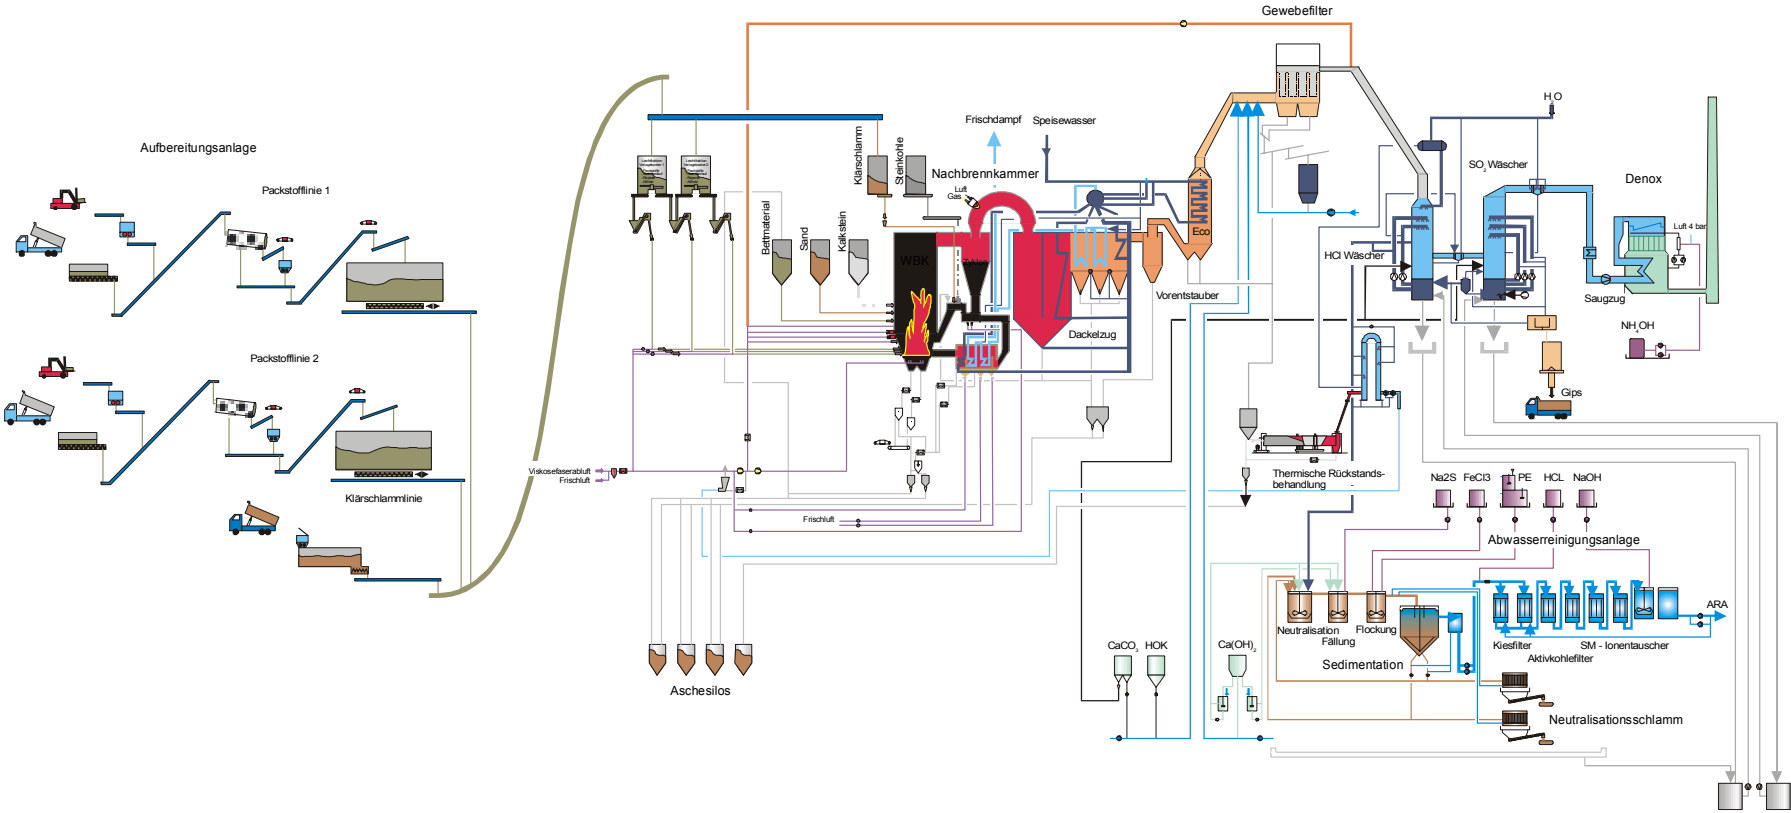 Gewebefilter
Aufbereitungsanlage
Packstofflinie 1
Packstofflinie 2
Klärschlammlinie
Klärschlamm
Steinkohle
Frischdampf
Speisewasser
Nachbrennkammer
Luft
Gas
Bettmaterial
Sand
Kalkstein
WBK
Zyklon
Eco
Vorentstauber
Dackelzug
H2O
SO2 Wäscher
HCl Wäscher
Denox
Luft 4 bar
Saugzug
NH4OH
Gips
Viskosefaserabluft
Frischluft
Frischluft
Thermische Rückstands-
behandlung
Na2S
FeCl3
PE
HCL
NaOH
Abwasserreinigungsanlage
ARA
Neutralisation
Fällung
Flockung
Kiesfilter
Aktivkohlefilter
SM - Ionentauscher
Sedimentation
CaCO3
HOK
Ca(OH)2
Aschesilos
Neutralisationsschlamm